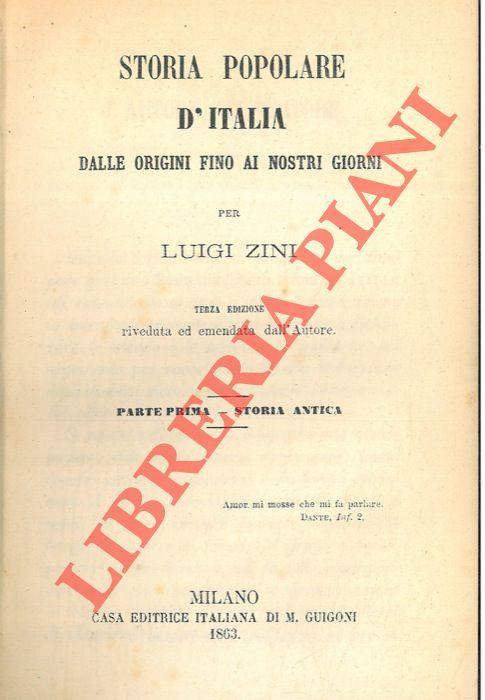 STORIA POPOLARE
D'ITALIA
DALLE ORIGINI FINO AI NOSTRI GIORNI
PER
LUIGI ZINI
TERZA EDIZIONE
riveduta ed emendata dall'Autore.
PARTE PRIMA — STORIA ANTICA
Amor mi mosse che mi fa parlare.
DANTE, Inf. 2,
MILANO
CASA EDITRICE ITALIANA DI M. GUIGONI
1863.
LIBRERIA PIANI